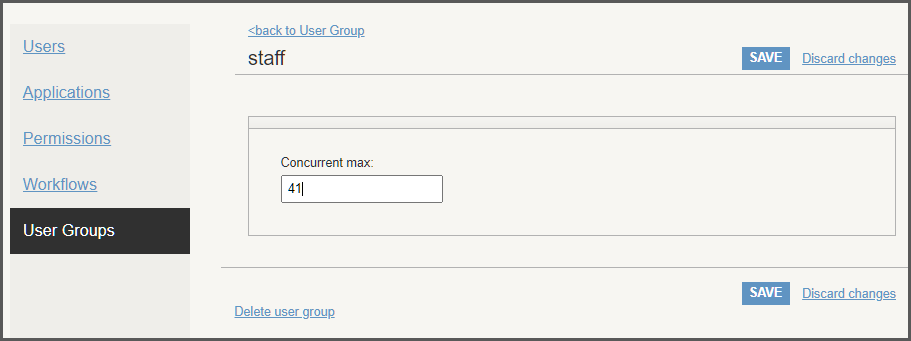 <back to User Group
Users
staff
SAVE Discard changes
Applications
Permissions
Concurrent max:
Workflows
41
User Groups
SAVE Discard changes
Delete user group